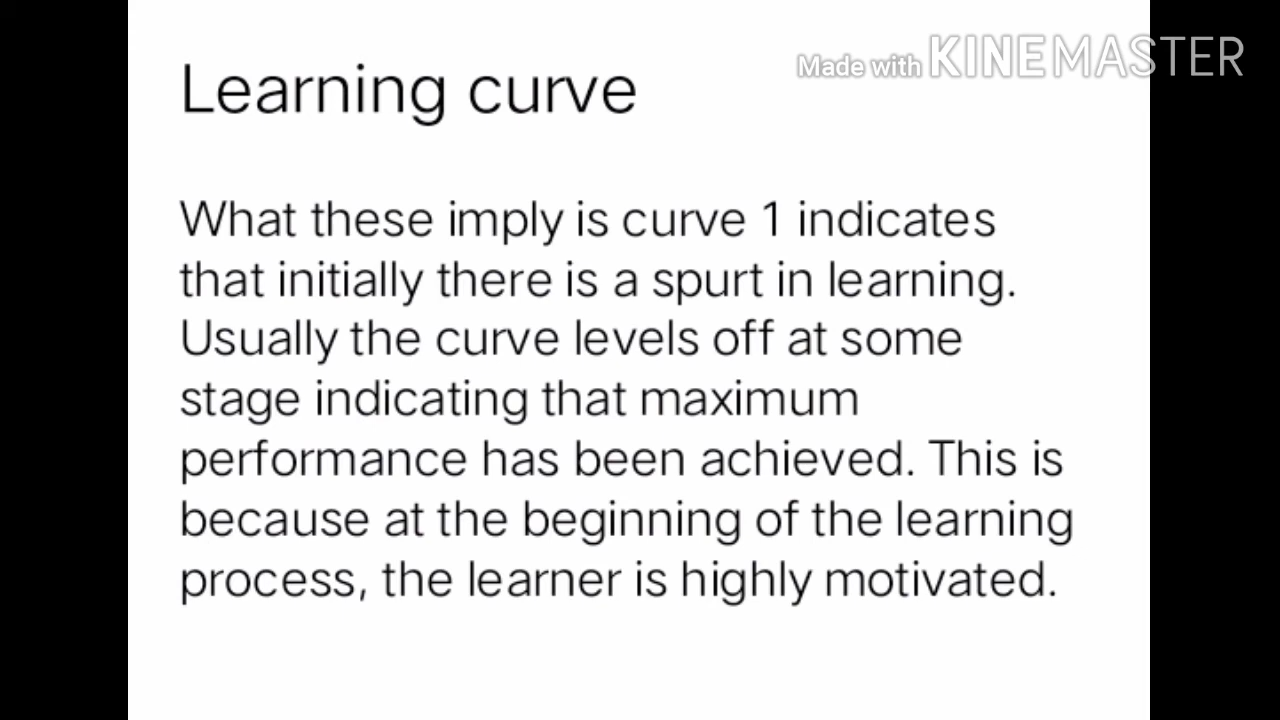 Made with KINEMASTER
Learning curve
What these imply is curve 1 indicates
that initially there is a spurt in learning.
Usually the curve levels off at some
stage indicating that maximum
performance has been achieved. This is
because at the beginning of the learning
process, the learner is highly motivated.